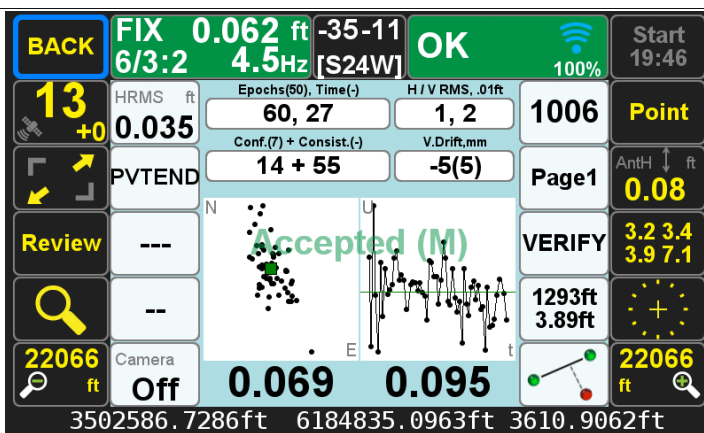 BACK
FIX 0.062 ft
6/3:2 4.5Hz
-35-11
[S24W]
OK
100%
Start
19:46
13
+0
HRMS ft
0.035
Epochs(50), Time(-)
60, 27
H / V RMS, .01ft
1, 2
1006
Point
Conf.(7) + Consist.(-)
14 + 55
V.Drift,mm
-5(5)
PVTEND
Page1
AntH ft
0.08
Review
---
N
U
Accepted (M)
VERIFY
3.2 3.4
3.9 7.1
--
1293ft
3.89ft
E
t
22066
ft
Camera
Off
0.069
0.095
22066
ft
3502586.7286ft 6184835.0963ft 3610.9062ft